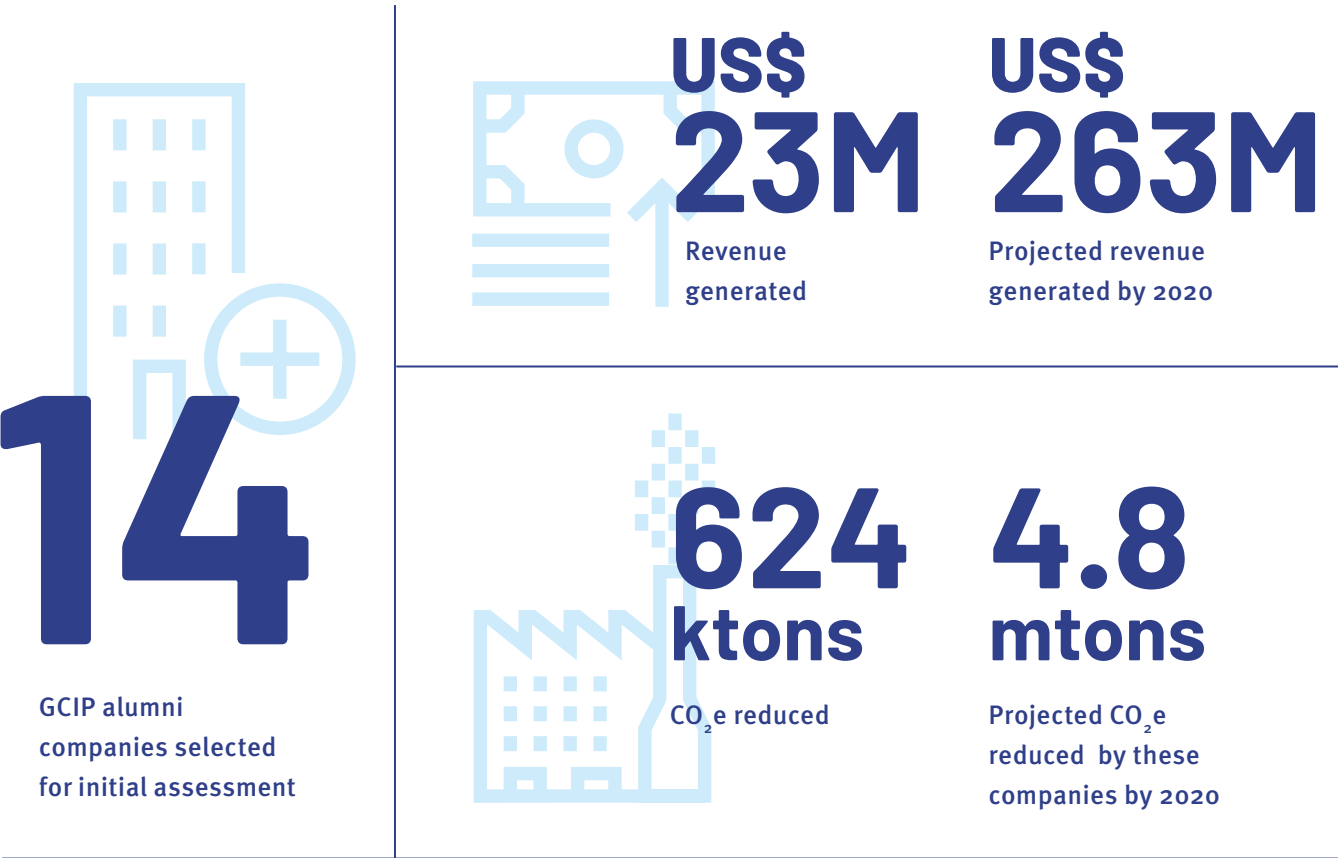 14
GCIP alumni
companies selected
for initial assessment
US$
23M
Revenue
generated
US$
263M
Projected revenue
generated by 2020
624
ktons
CO₂e reduced
4.8
mtons
Projected CO₂e
reduced by these
companies by 2020